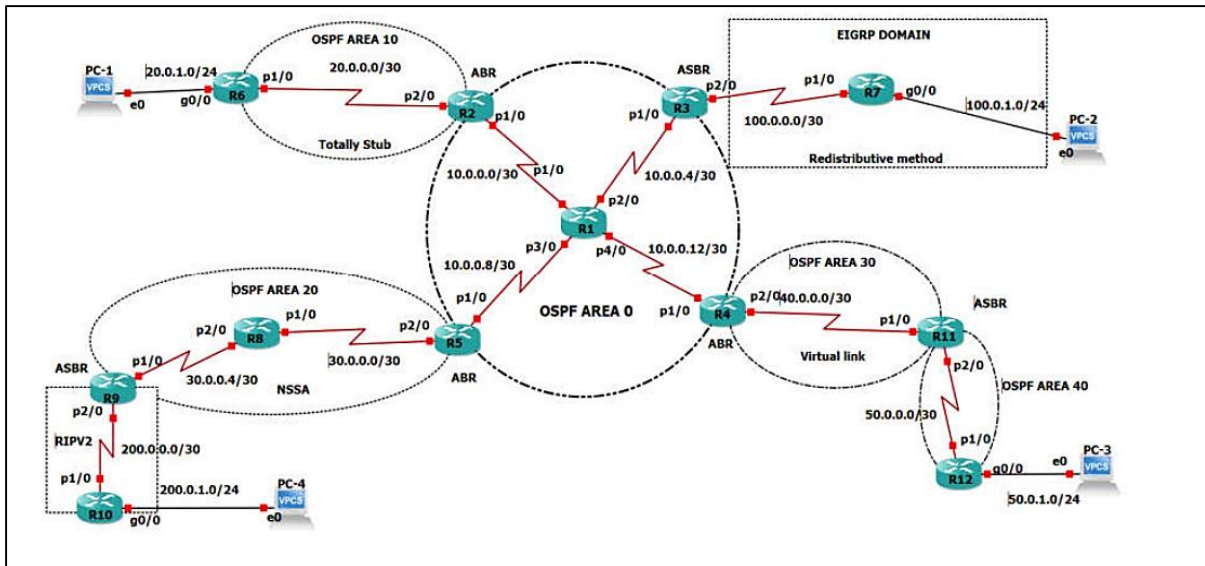 OSPF AREA 10
EIGRP DOMAIN
PC-1
VPCS
e0
20.0.1.0/24
g0/0
R6
p1/0
20.0.0.0/30
p2/0
ABR
R2
p1/0
Totally Stub
ASBR
R3
p2/0
p1/0
100.0.0.0/30
p1/0
R7
g0/0
100.0.1.0/24
PC-2
VPCS
e0
Redistributive method
10.0.0.0/30
p1/0
10.0.0.4/30
p2/0
R1
p3/0
p4/0
10.0.0.8/30
10.0.0.12/30
OSPF AREA 0
OSPF AREA 20
p1/0
R5
p2/0
ABR
30.0.0.0/30
p1/0
R8
p2/0
30.0.0.4/30
NSSA
p1/0
ASBR
R9
p2/0
RIPV2
200.0.0.0/30
p1/0
R10
g0/0
200.0.1.0/24
PC-4
VPCS
e0
OSPF AREA 30
p1/0
R4
ABR
p2/0
40.0.0.0/30
p1/0
Virtual link
ASBR
R11
p2/0
OSPF AREA 40
50.0.0.0/30
p1/0
R12
g0/0
e0
PC-3
VPCS
50.0.1.0/24